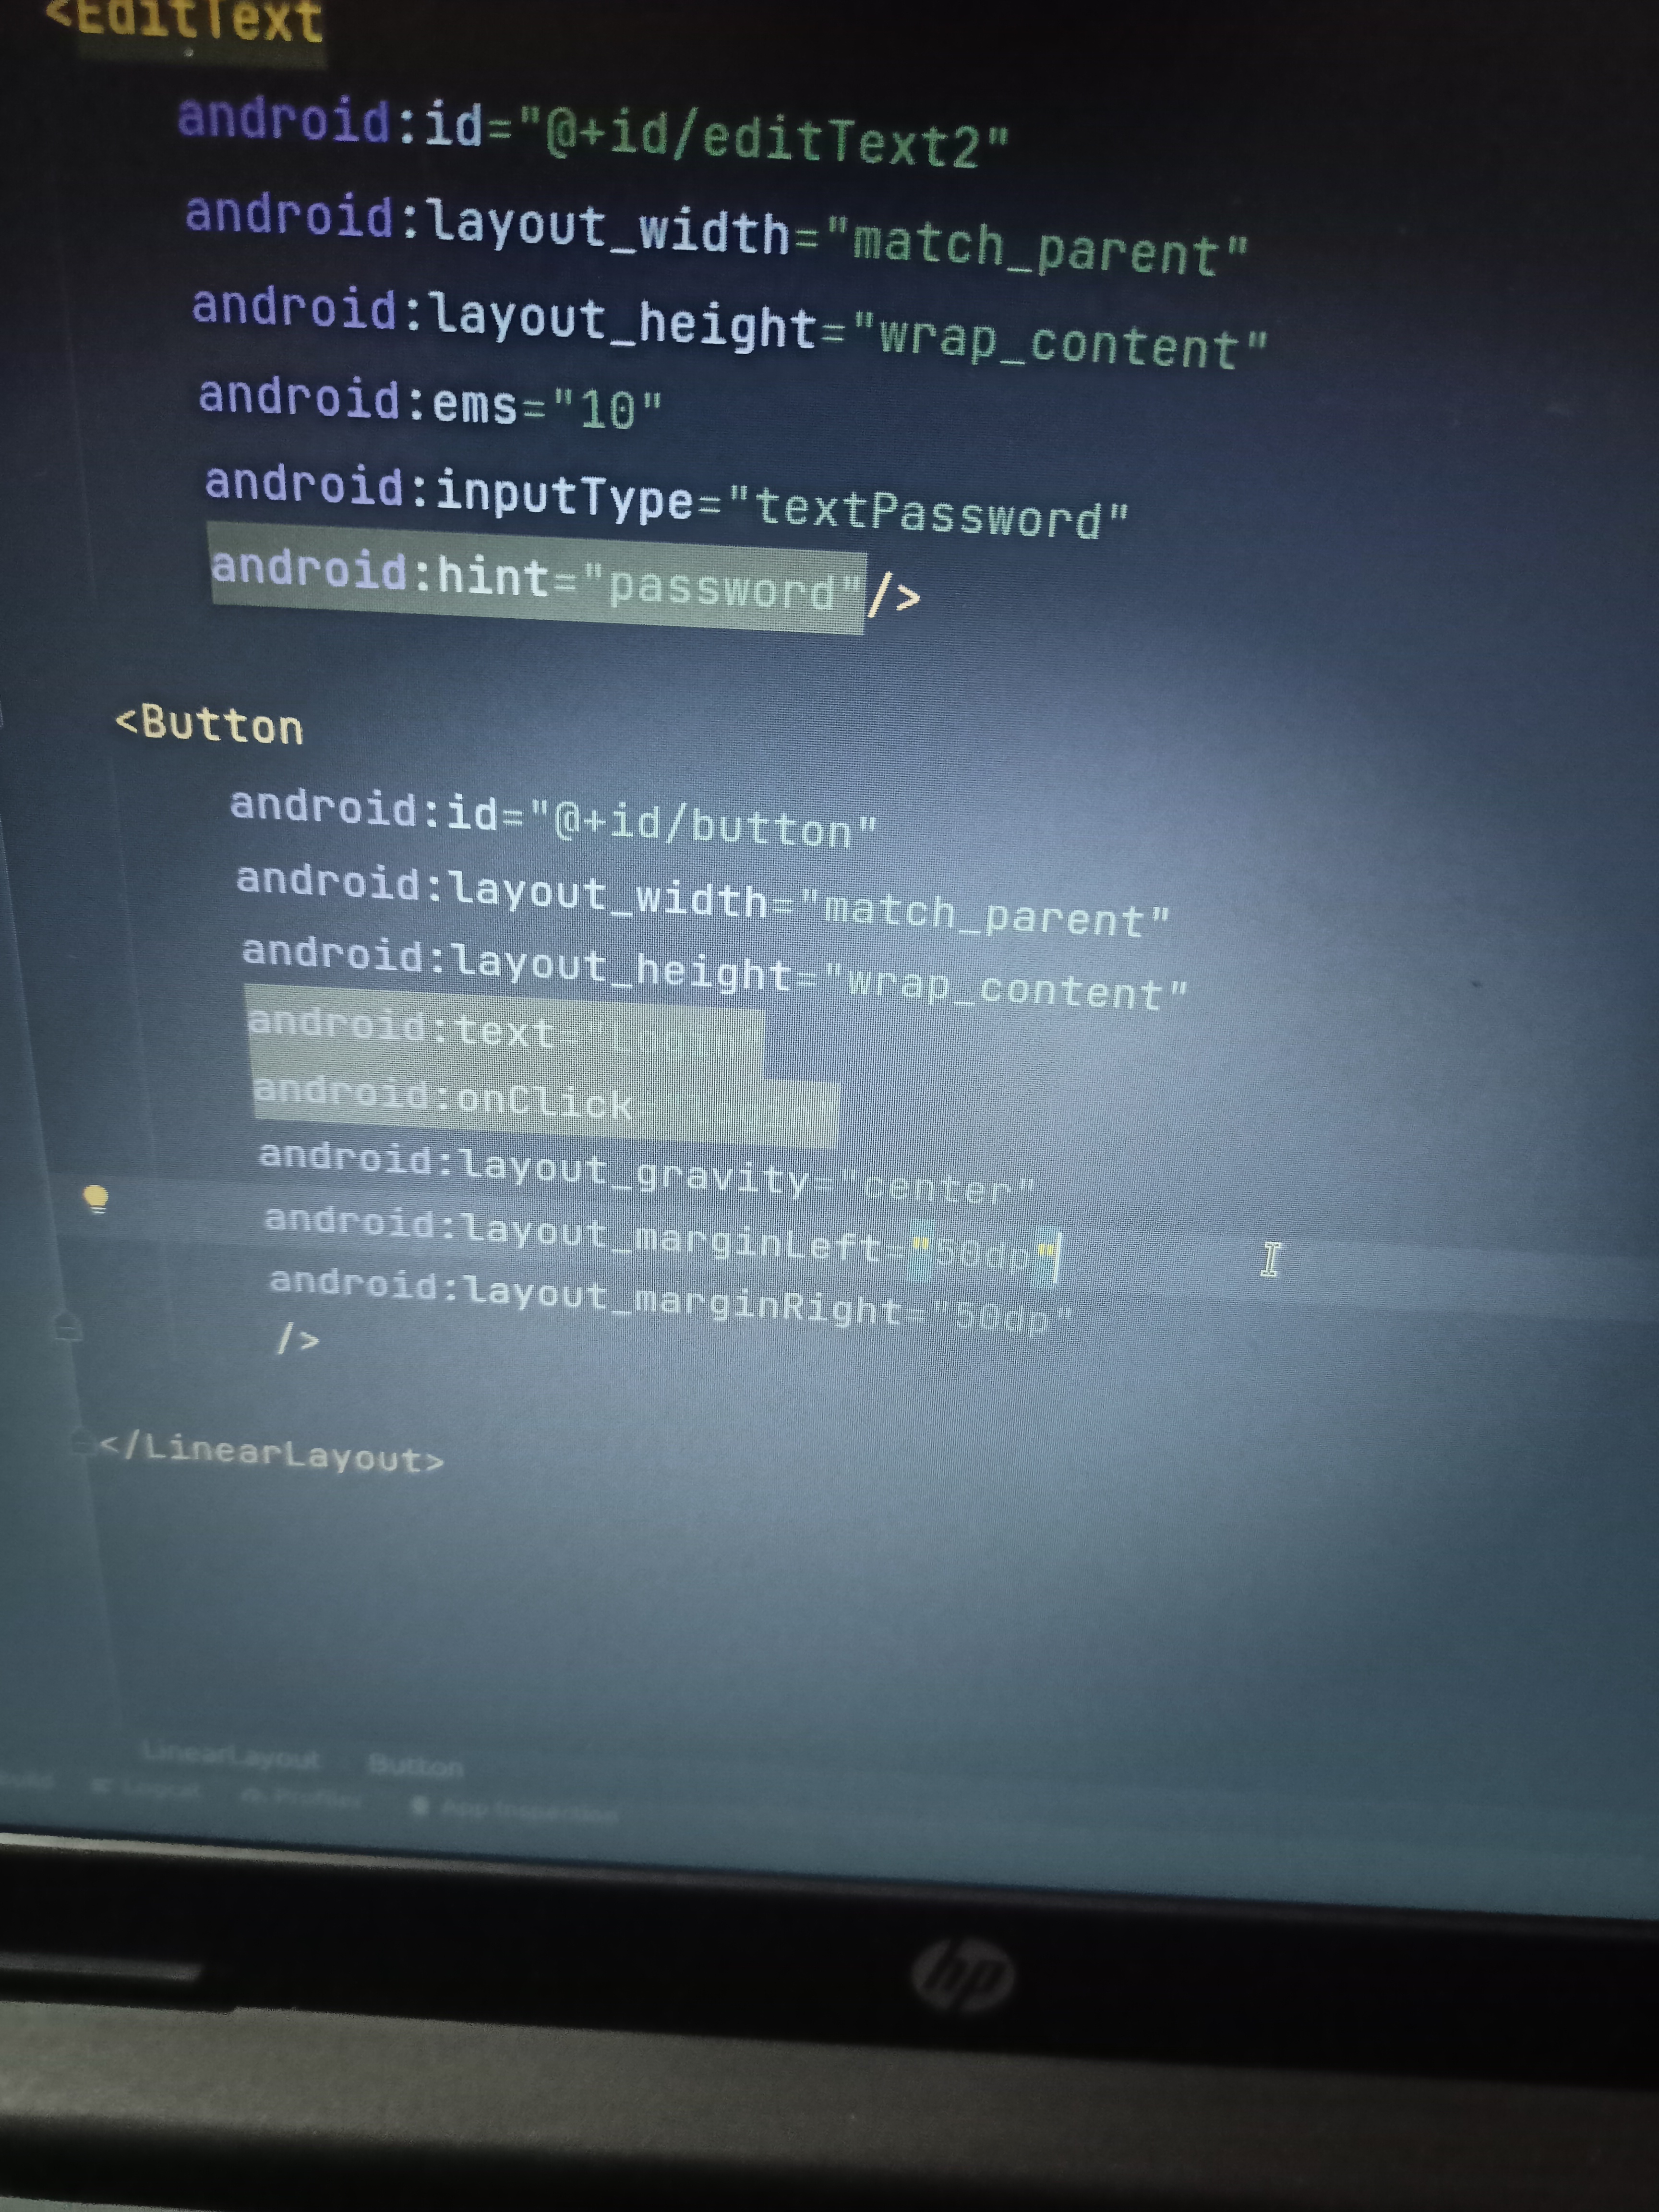 <EditText
android:id="@+id/editText2"
android:layout_width="match_parent"
android:layout_height="wrap_content"
android:ems="10"
android:inputType="textPassword"
android:hint="password"/>
<Button
android:id="@+id/button"
android:layout_width="match_parent"
android:layout_height="wrap_content"
android:text="Login"
android:onClick="login"
android:layout_gravity="center"
android:layout_marginLeft="50dp"
android:layout_marginRight="50dp"
/>
</LinearLayout>
LinearLayout Button
Logcat Profiler App Inspection
hp